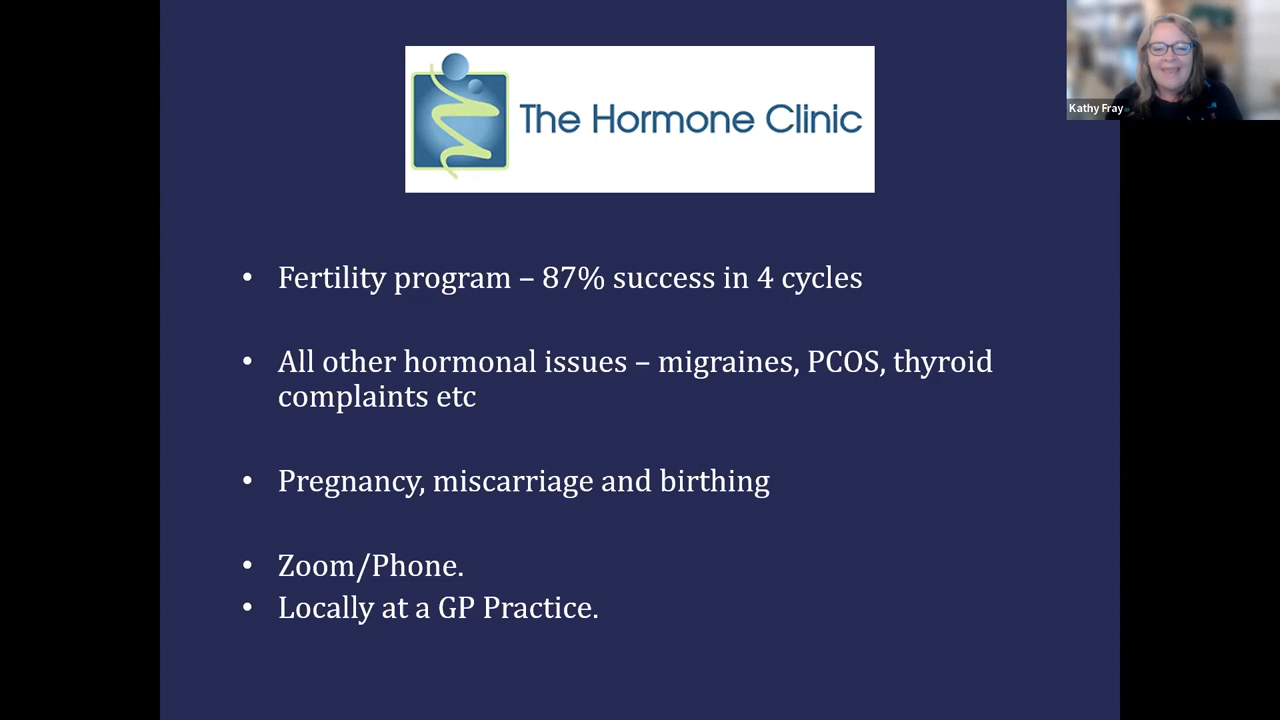 The Hormone Clinic
Kathy Fray
• Fertility program – 87% success in 4 cycles
• All other hormonal issues – migraines, PCOS, thyroid
complaints etc
• Pregnancy, miscarriage and birthing
• Zoom/Phone.
• Locally at a GP Practice.